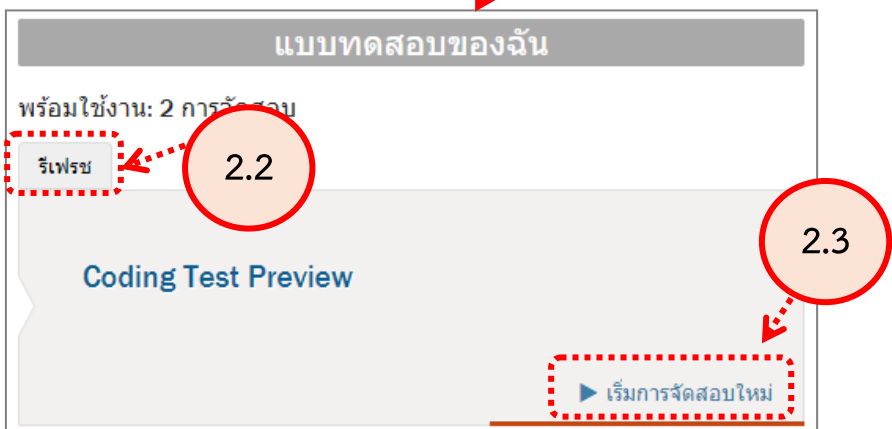 แบบทดสอบของฉัน
พร้อมใช้งาน: 2 การจัดสอบ
รีเฟรช
2.2
2.3
Coding Test Preview
▶ เริ่มการจัดสอบใหม่